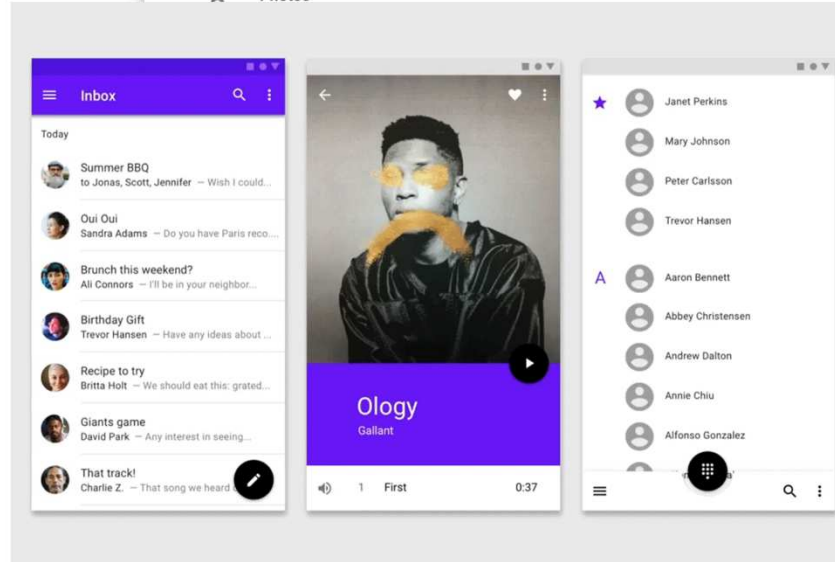 Inbox
Today
Summer BBQ
to Jonas, Scott, Jennifer — Wish I could...
Oui Oui
Sandra Adams — Do you have Paris reco....
Brunch this weekend?
Ali Connors — I'll be in your neighbor...
Birthday Gift
Trevor Hansen — Have any ideas about ...
Recipe to try
Britta Holt — We should eat this: grated...
Giants game
David Park — Any interest in seeing...
That track!
Charlie Z. — That song we heard
Ology
Gallant
1 First 0:37
Janet Perkins
Mary Johnson
Peter Carlsson
Trevor Hansen
A
Aaron Bennett
Abbey Christensen
Andrew Dalton
Annie Chiu
Alfonso Gonzalez